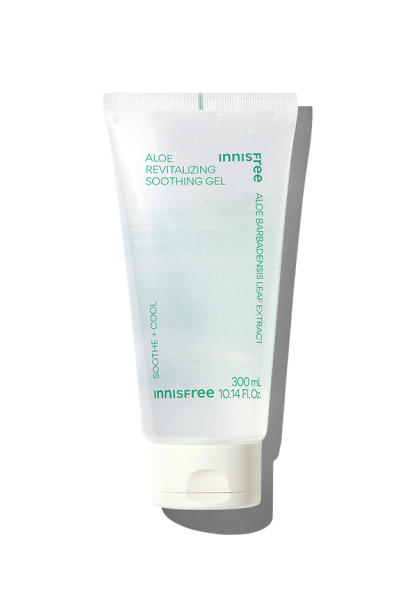 ALOE
REVITALIZING
SOOTHING GEL
innisfree
ALOE BARBADENSIS LEAF EXTRACT
SOOTHE + COOL
300 mL
innisfree 10.14 Fl. Oz.